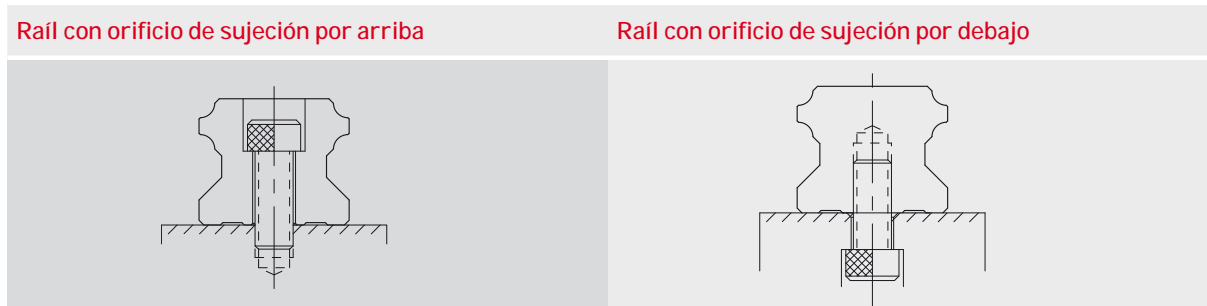 Raíl con orificio de sujeción por arriba
Raíl con orificio de sujeción por debajo